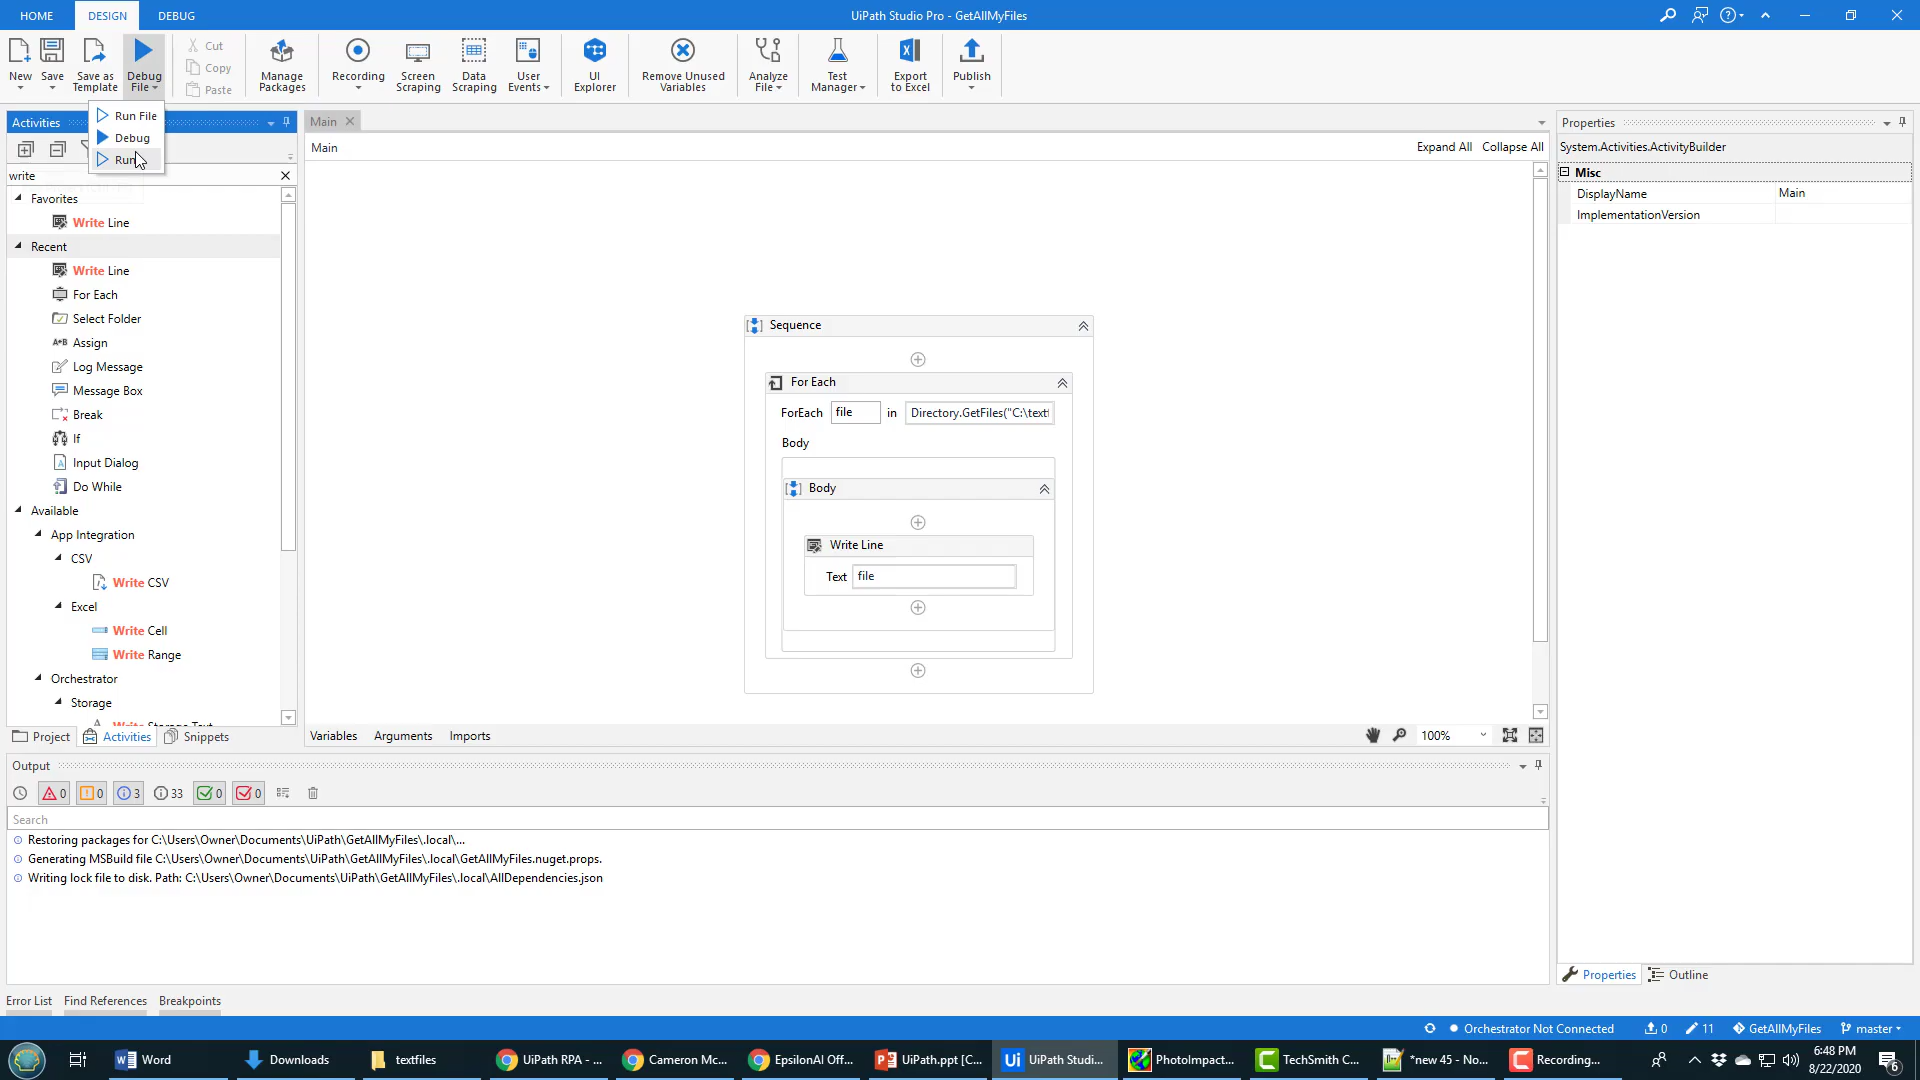 HOME DESIGN DEBUG
UiPath Studio Pro - GetAllMyFiles
New
Save
Save as Template
Debug File
Cut
Copy
Paste
Manage Packages
Recording
Screen Scraping
Data Scraping
User Events
UI Explorer
Remove Unused Variables
Analyze File
Test Manager
Export to Excel
Publish
Run File
Debug
Run
Activities
write
Favorites
Write Line
Recent
Write Line
For Each
Select Folder
Assign
Log Message
Message Box
Break
If
Input Dialog
Do While
Available
App Integration
CSV
Write CSV
Excel
Write Cell
Write Range
Orchestrator
Storage
Write Storage Text
Project Activities Snippets
Main
Main
Expand All Collapse All
Sequence
For Each
ForEach file in Directory.GetFiles("C:\text
Body
Body
Write Line
Text file
Variables Arguments Imports
100%
Properties
System.Activities.ActivityBuilder
Misc
DisplayName Main
ImplementationVersion
Properties Outline
Output
0 0 3 33 0 0
Search
Restoring packages for C:\Users\Owner\Documents\UiPath\GetAllMyFiles\.local\...
Generating MSBuild file C:\Users\Owner\Documents\UiPath\GetAllMyFiles\.local\GetAllMyFiles.nuget.props.
Writing lock file to disk. Path: C:\Users\Owner\Documents\UiPath\GetAllMyFiles\.local\AllDependencies.json
Error List Find References Breakpoints
Orchestrator Not Connected 0 11 GetAllMyFiles master
Word
Downloads
textfiles
UiPath RPA - ...
Cameron Mc...
EpsilonAI Off...
UiPath.ppt [C...
Ui UiPath Studi...
PhotoImpact...
TechSmith C...
*new 45 - No...
Recording...
6:48 PM
8/22/2020
6